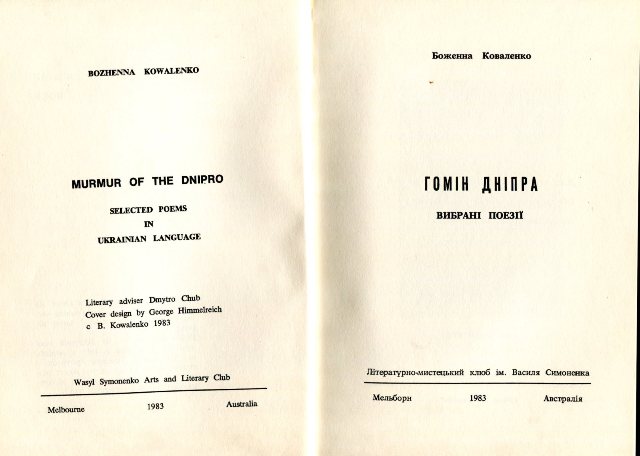 BOZHENNA KOWALENKO
MURMUR OF THE DNIPRO
SELECTED POEMS
IN
UKRAINIAN LANGUAGE
Literary adviser Dmytro Chub
Cover design by George Himmelreich
c B. Kowalenko 1983
Wasyl Symonenko Arts and Literary Club
Melbourne 1983 Australia
Боженна Коваленко
ГОМІН ДНІПРА
ВИБРАНІ ПОЕЗІЇ
Літературно-мистецький клюб ім. Василя Симоненка
Мельборн 1983 Австралія